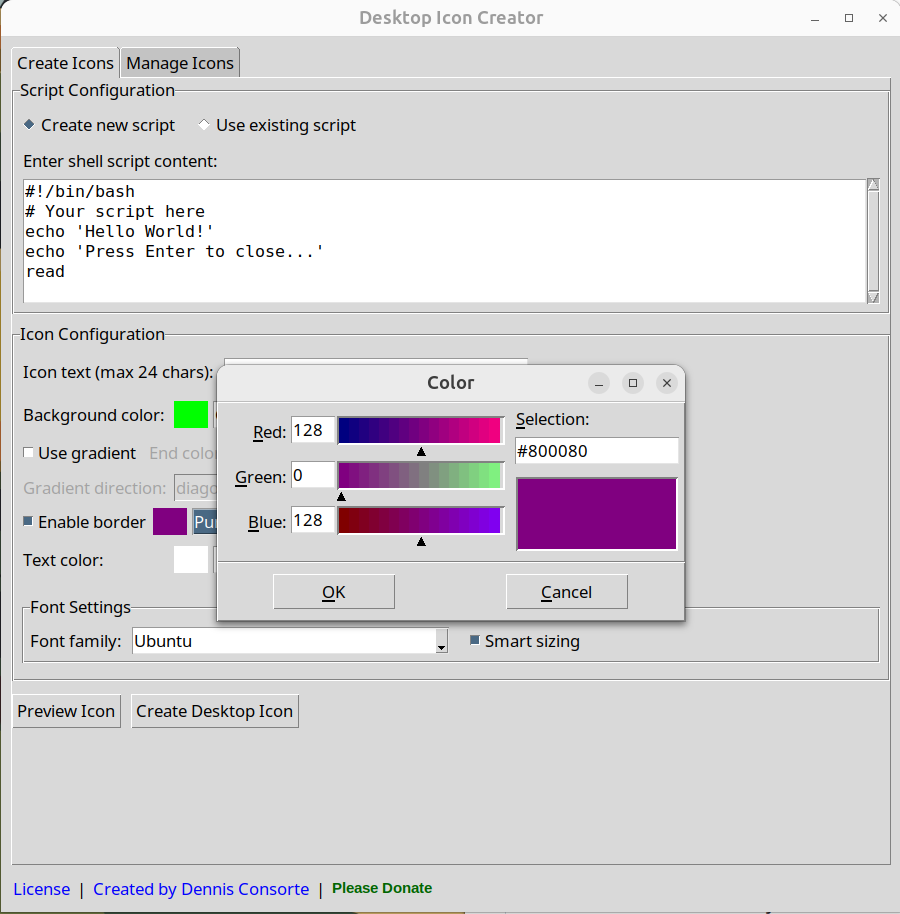 Desktop Icon Creator
Create Icons Manage Icons
Script Configuration
Create new script Use existing script
Enter shell script content:
#!/bin/bash
# Your script here
echo 'Hello World!'
echo 'Press Enter to close...'
read
Icon Configuration
Icon text (max 24 chars):
Background color:
Use gradient End colo
Gradient direction: diago
Enable border Pu
Text color:
Color
Red: 128
Green: 0
Blue: 128
Selection:
#800080
OK Cancel
Font Settings
Font family: Ubuntu Smart sizing
Preview Icon Create Desktop Icon
License | Created by Dennis Consorte | Please Donate